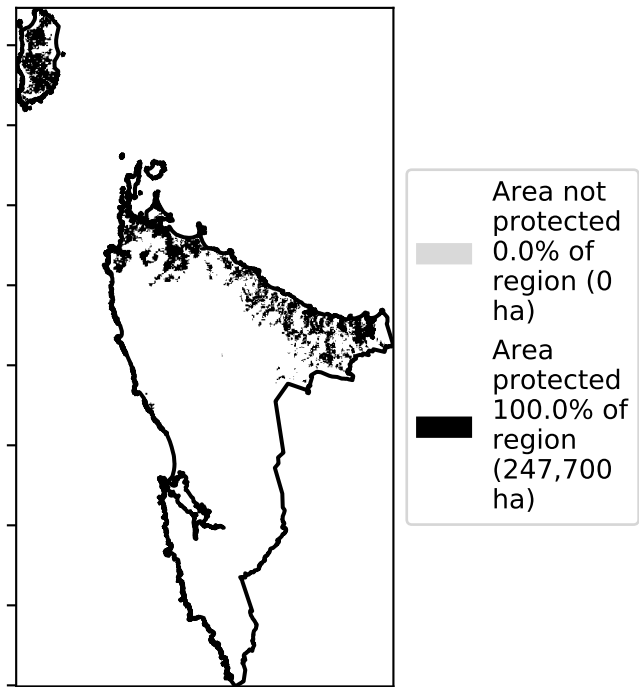 Area not
protected
0.0% of
region (0
ha)
Area
protected
100.0% of
region
(247,700
ha)